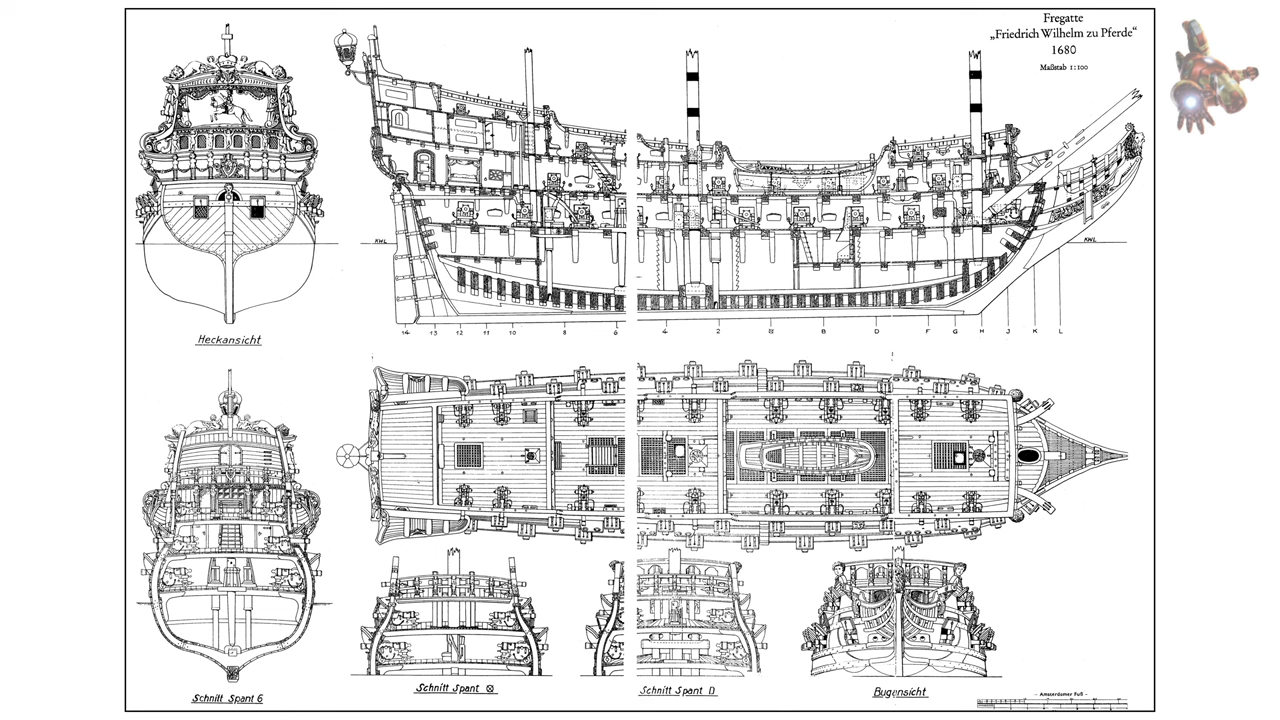 Fregatte
„Friedrich Wilhelm zu Pferde“
1680
Maßstab 1:100
KWL
KWL
14 13 12 11 10 8 6 4 2 ⊗ B D F G H J K L
Heckansicht
Schnitt Spant 6
Schnitt Spant ⊗
Schnitt Spant D
Bugansicht
- Amsterdamer Fuß -